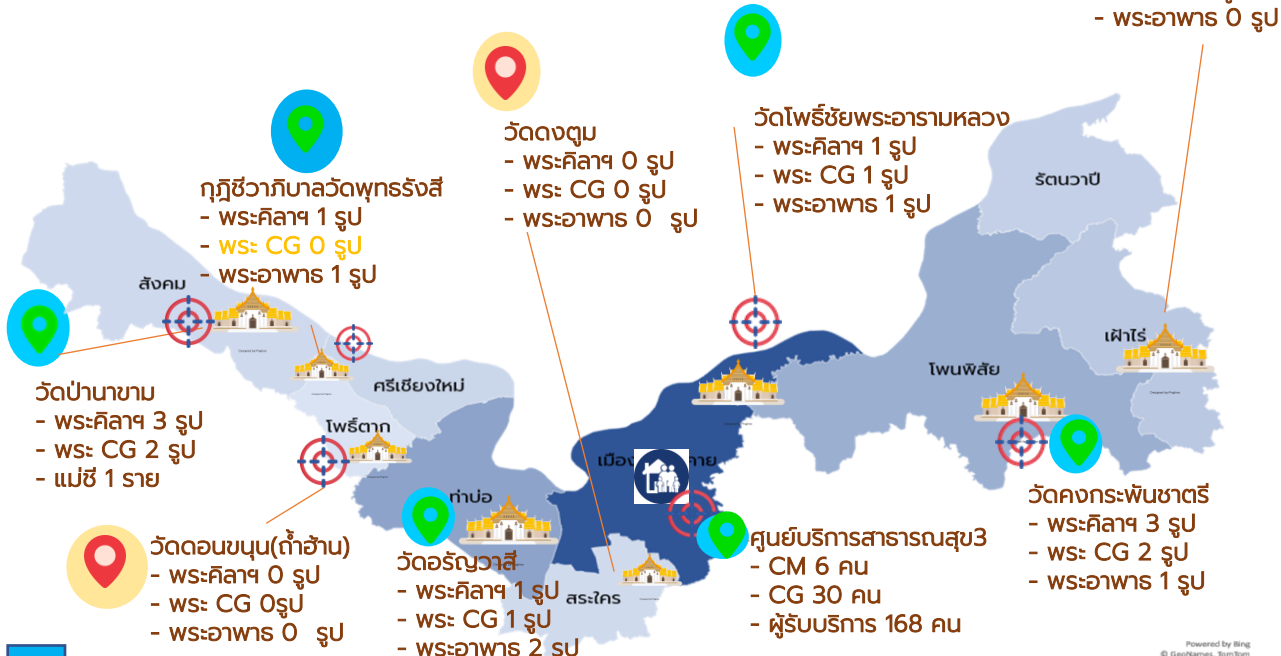 - พระอาพาธ 0 รูป
วัดโพธิ์ชัยพระอารามหลวง
- พระคิลาฯ 1 รูป
- พระ CG 1 รูป
- พระอาพาธ 1 รูป
วัดดงตูม
- พระคิลาฯ 0 รูป
- พระ CG 0 รูป
- พระอาพาธ 0 รูป
กุฎิชีวาภิบาลวัดพุทธรังสี
- พระคิลาฯ 1 รูป
- พระ CG 0 รูป
- พระอาพาธ 1 รูป
รัตนวาปี
สังคม
เฝ้าไร่
โพนพิสัย
ศรีเชียงใหม่
วัดป่านาขาม
- พระคิลาฯ 3 รูป
- พระ CG 2 รูป
- แม่ชี 1 ราย
โพธิ์ตาก
เมือง คาย
ท่าบ่อ
วัดคงกระพันชาตรี
- พระคิลาฯ 3 รูป
- พระ CG 2 รูป
- พระอาพาธ 1 รูป
วัดดอนขนุน(ถ้ำฮ้าน)
- พระคิลาฯ 0 รูป
- พระ CG 0รูป
- พระอาพาธ 0 รูป
วัดอรัญวาสี
- พระคิลาฯ 1 รูป
- พระ CG 1 รูป
- พระอาพาธ 2 รูป
สระใคร
ศูนย์บริการสาธารณสุข3
- CM 6 คน
- CG 30 คน
- ผู้รับบริการ 168 คน
Powered by Bing
© GeoNames, TomTom